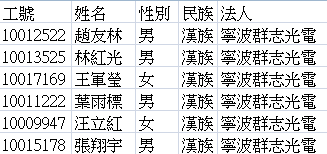 工號 姓名 性別 民族 法人
10012522 趙友林 男 漢族 寧波群志光電
10013525 林紅光 男 漢族 寧波群志光電
10017169 王軍瑩 女 漢族 寧波群志光電
10011222 葉雨標 男 漢族 寧波群志光電
10009947 汪立紅 女 漢族 寧波群志光電
10015178 張翔宇 男 漢族 寧波群志光電